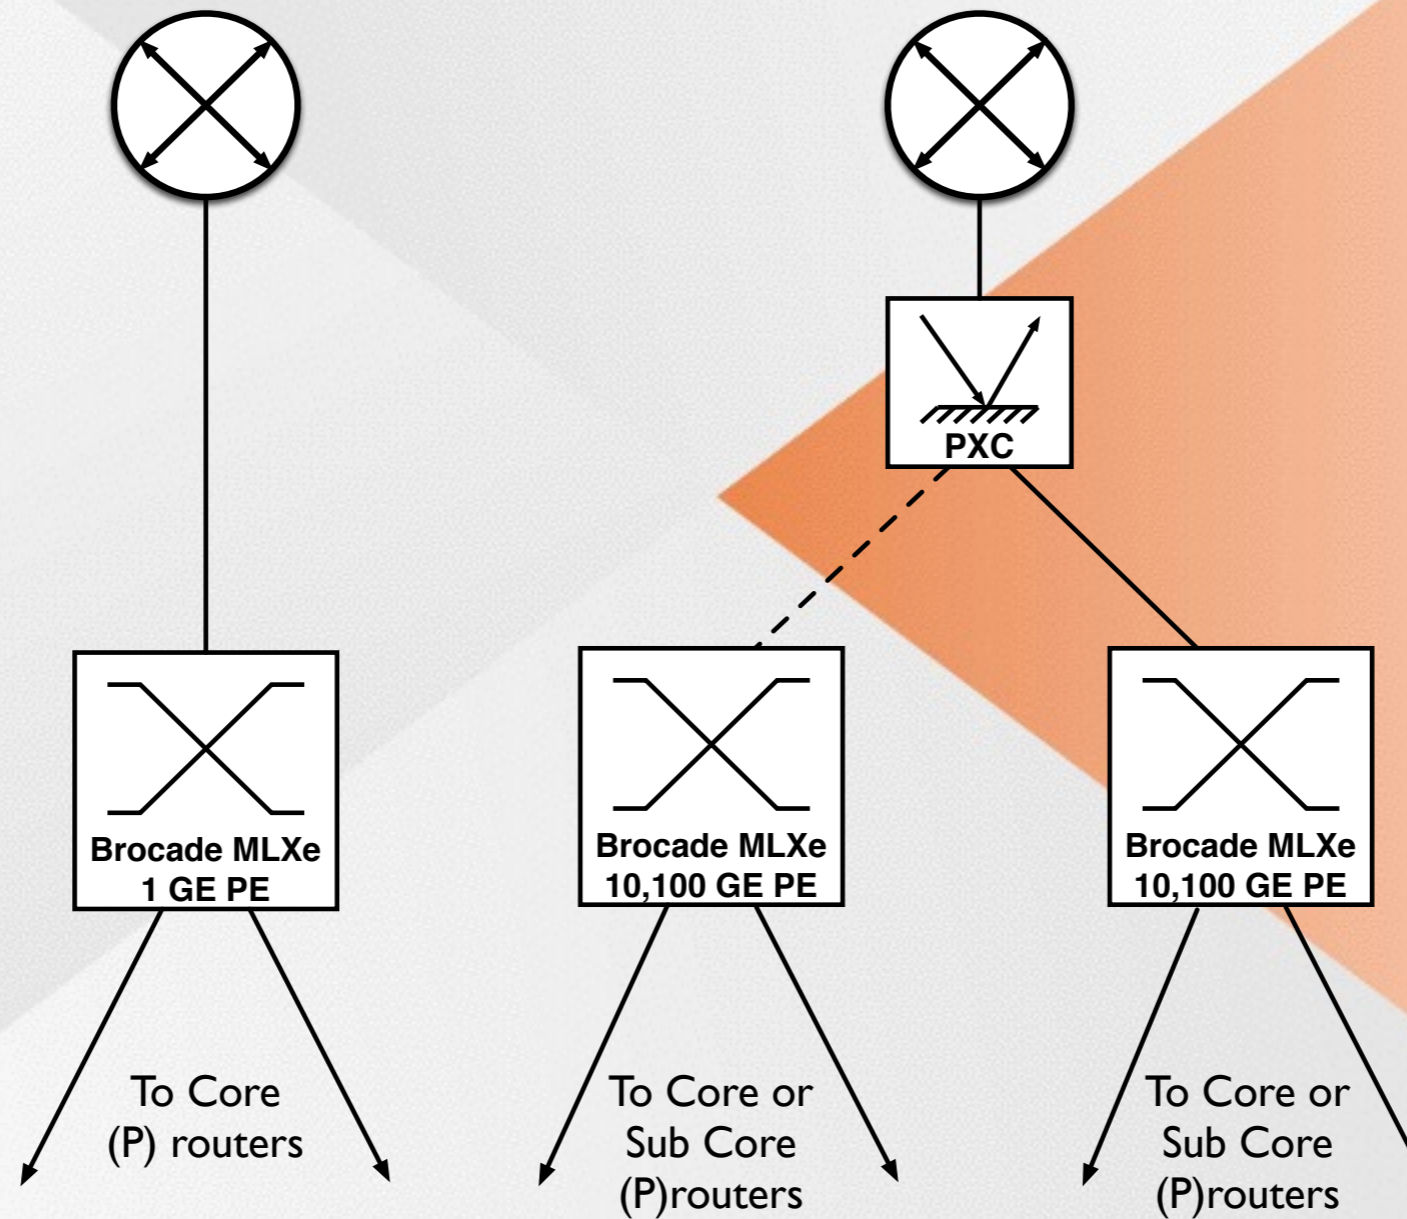 PXC
Brocade MLXe
1 GE PE
Brocade MLXe
10,100 GE PE
Brocade MLXe
10,100 GE PE
To Core
(P) routers
To Core or
Sub Core
(P)routers
To Core or
Sub Core
(P)routers